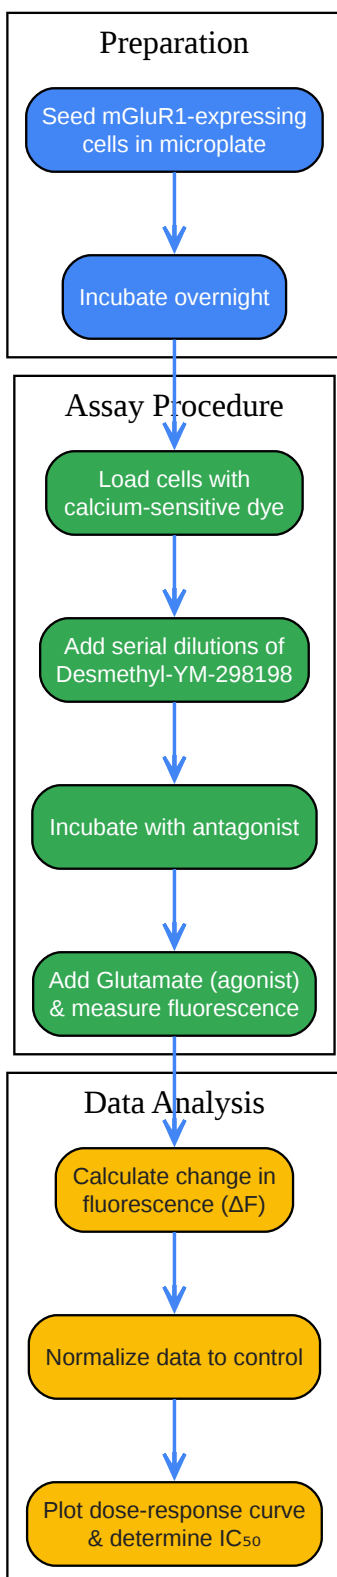 Preparation
Seed mGluR1-expressing
cells in microplate
Incubate overnight
Assay Procedure
Load cells with
calcium-sensitive dye
Add serial dilutions of
Desmethyl-YM-298198
Incubate with antagonist
Add Glutamate (agonist)
& measure fluorescence
Data Analysis
Calculate change in
fluorescence (ΔF)
Normalize data to control
Plot dose-response curve
& determine IC₅₀